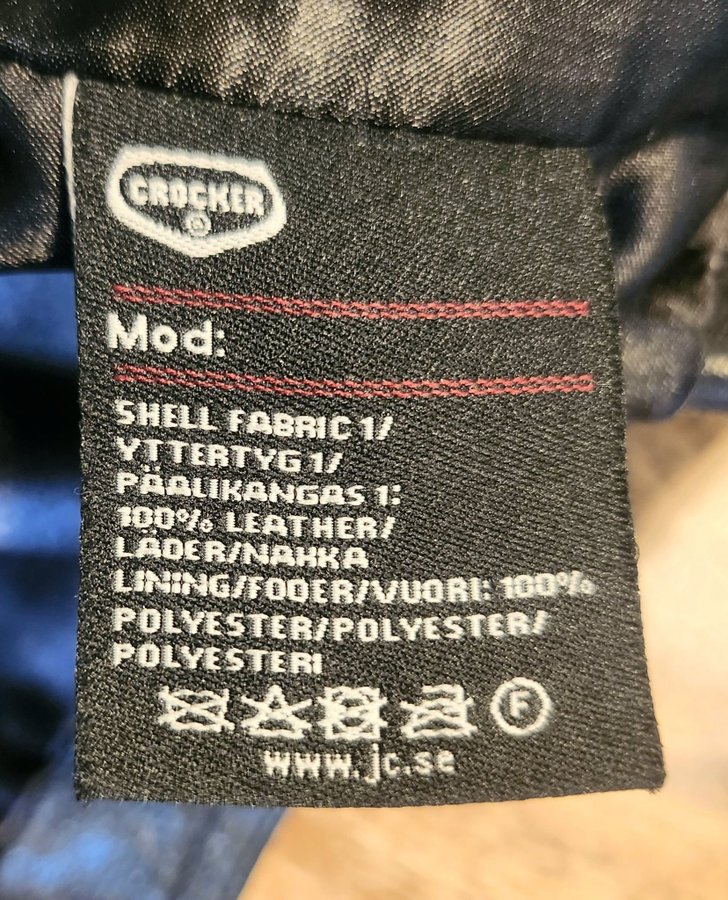 CROCKER
®
Mod:
SHELL FABRIC 1/
YTTERTYG 1/
PÄÄLIKANGAS 1:
100% LEATHER/
LÄDER/NAHKA
LINING/FODER/VUORI: 100%
POLYESTER/POLYESTER/
POLYESTERI
F
www.jc.se